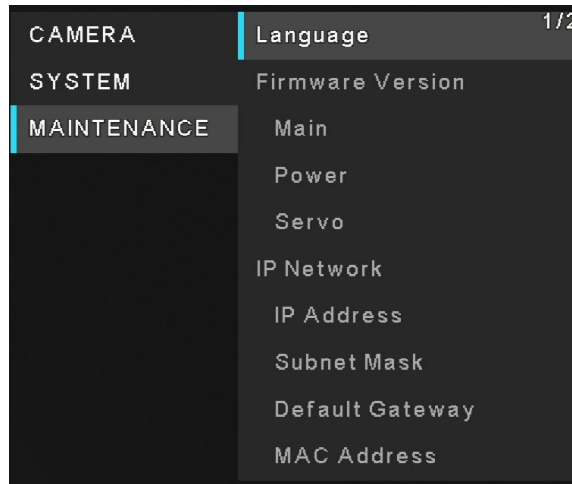 CAMERA
SYSTEM
MAINTENANCE
1/2
Language
Firmware Version
Main
Power
Servo
IP Network
IP Address
Subnet Mask
Default Gateway
MAC Address